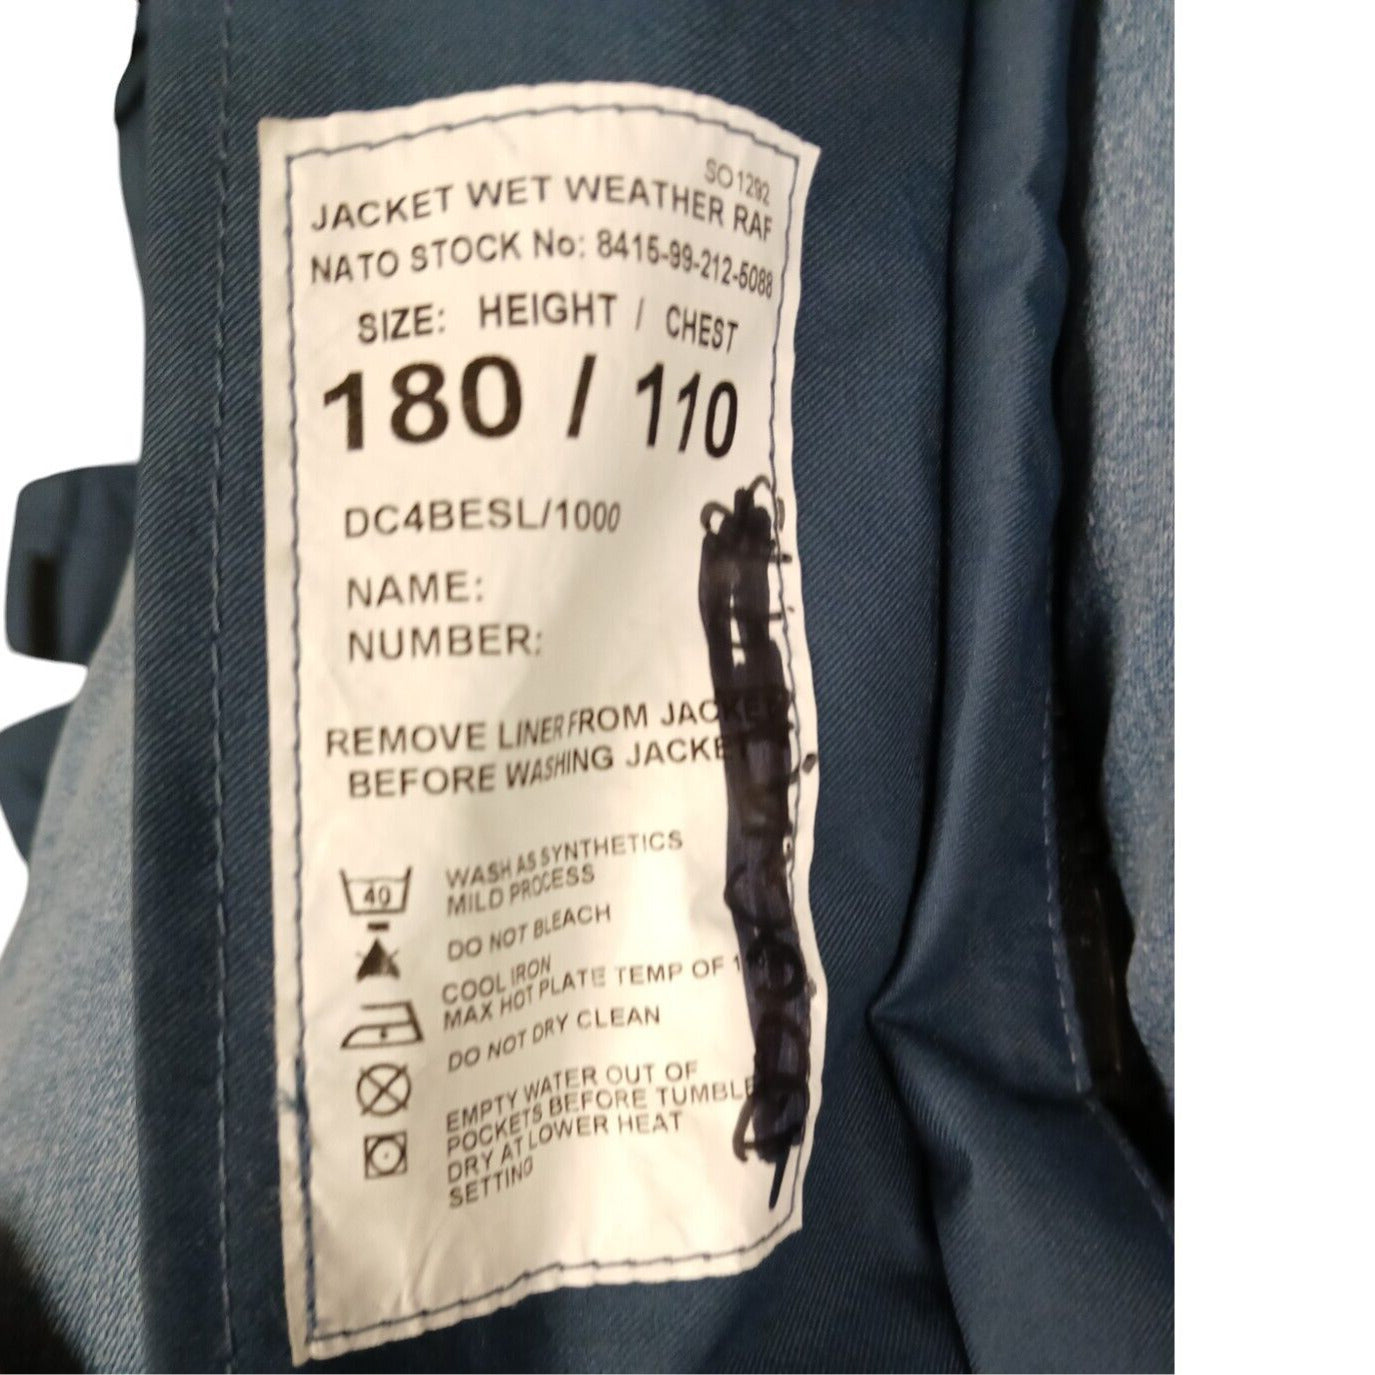 SO 1292
JACKET WET WEATHER RAF
NATO STOCK No: 8415-99-212-5088
SIZE: HEIGHT / CHEST
180 / 110
DC4BESL/1000
NAME:
NUMBER:
REMOVE LINER FROM JACKET
BEFORE WASHING JACKET
40
WASH AS SYNTHETICS
MILD PROCESS
DO NOT BLEACH
COOL IRON
MAX HOT PLATE TEMP OF
DO NOT DRY CLEAN
EMPTY WATER OUT OF
POCKETS BEFORE TUMBLE
DRY AT LOWER HEAT
SETTING